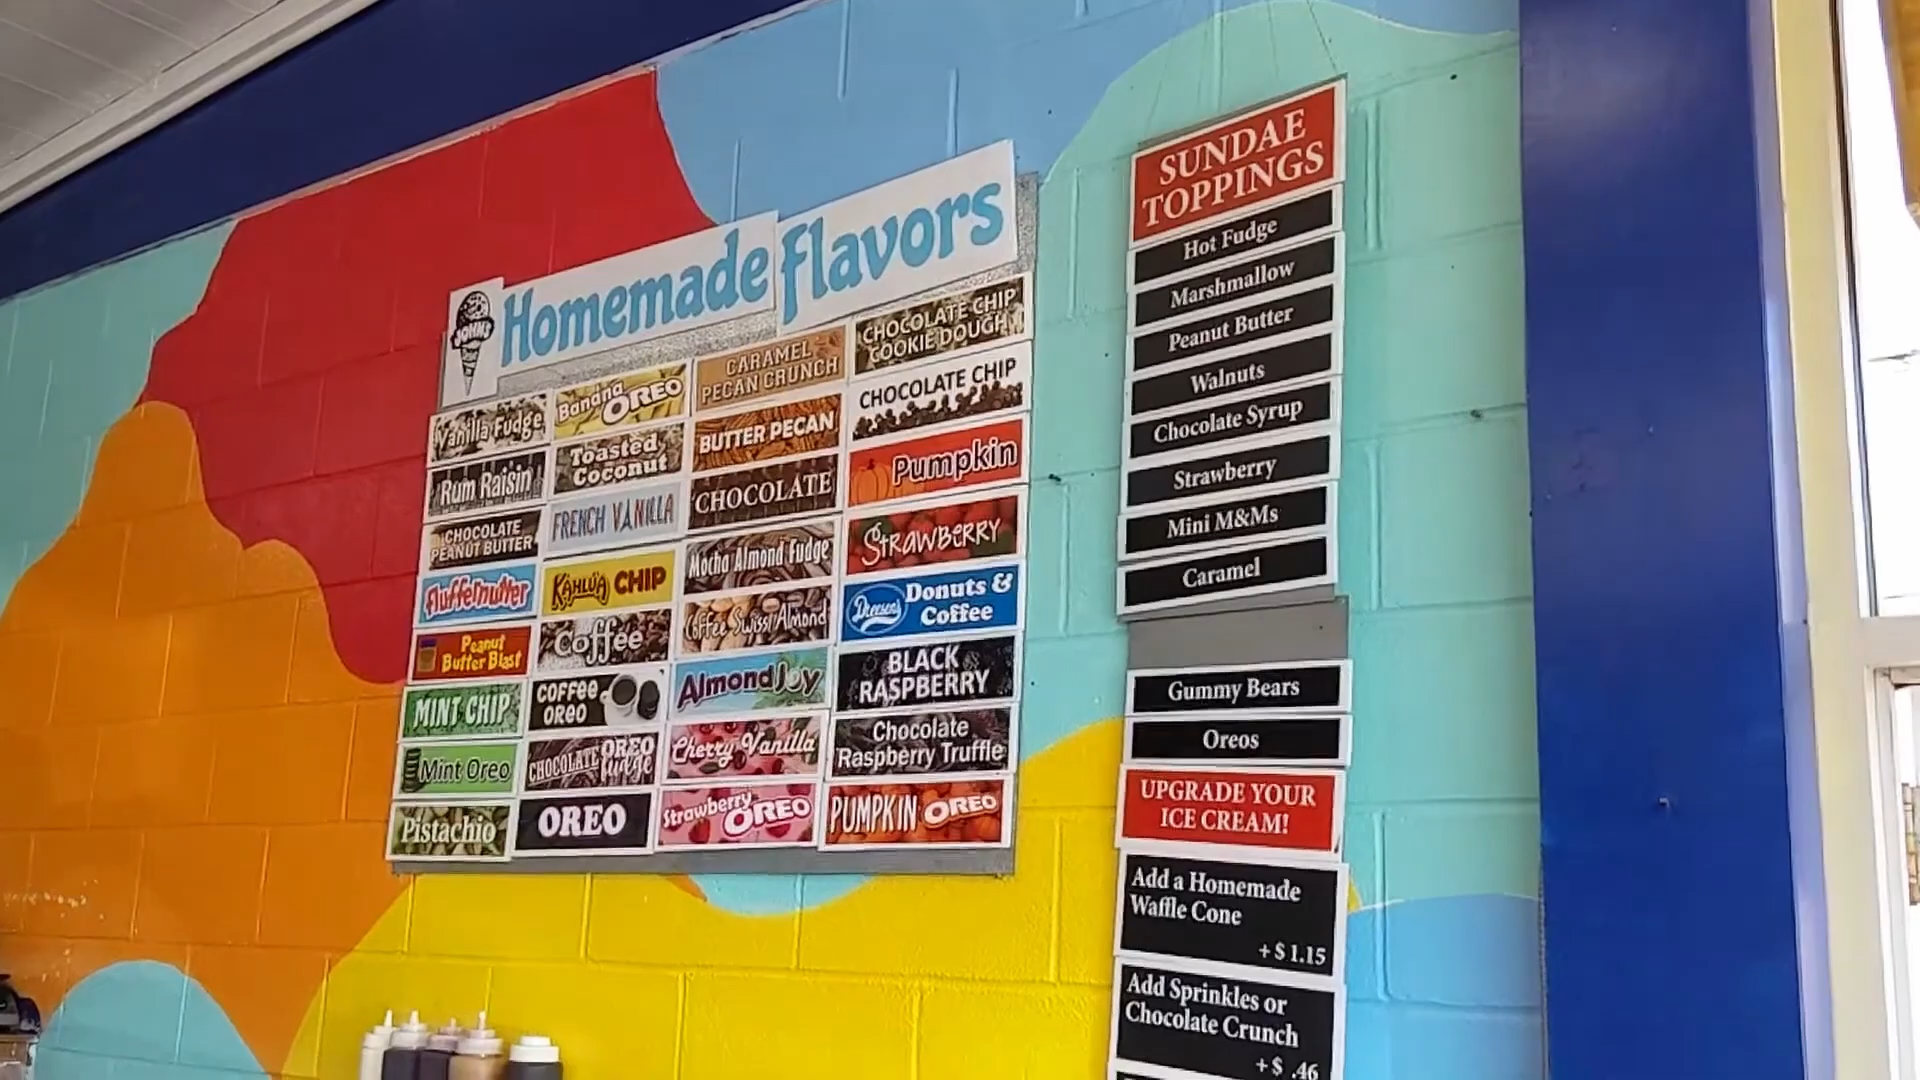 Homemade Flavors
JOHN'S
Vanilla Fudge
Rum Raisin
CHOCOLATE
PEANUT BUTTER
Fluffernutter
Peanut
Butter Blast
MINT CHIP
Mint Oreo
Pistachio
Banana
OREO
Toasted
Coconut
FRENCH VANILLA
KAHLÚA CHIP
Coffee
COFFEE
OREO
CHOCOLATE OREO
fudge
OREO
CARAMEL
PECAN CRUNCH
BUTTER PECAN
CHOCOLATE
Mocha Almond Fudge
Coffee Swiss Almond
Almond Joy
Cherry Vanilla
Strawberry
OREO
CHOCOLATE CHIP
COOKIE DOUGH
CHOCOLATE CHIP
Pumpkin
STRAWBERRY
Dreesen's
Donuts &
Coffee
BLACK
RASPBERRY
Chocolate
Raspberry Truffle
PUMPKIN OREO
SUNDAE
TOPPINGS
Hot Fudge
Marshmallow
Peanut Butter
Walnuts
Chocolate Syrup
Strawberry
Mini M&Ms
Caramel
Gummy Bears
Oreos
UPGRADE YOUR
ICE CREAM!
Add a Homemade
Waffle Cone
+ $ 1.15
Add Sprinkles or
Chocolate Crunch
+ $ .46